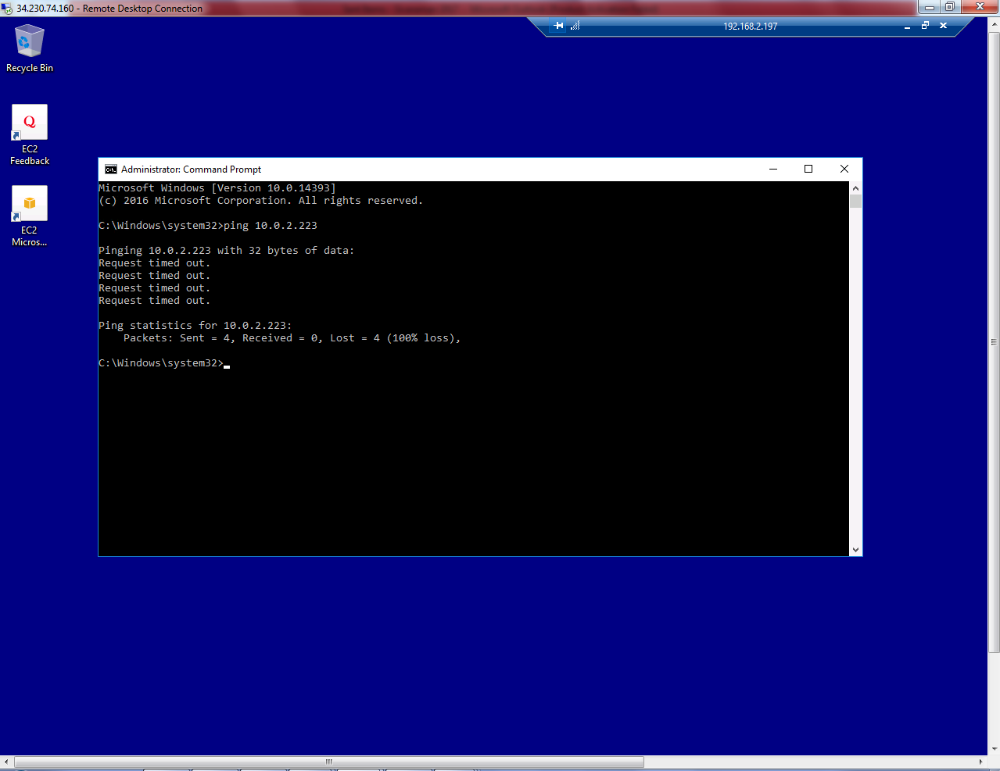 34.230.74.160 - Remote Desktop Connection
192.168.2.197
Recycle Bin
Q
EC2
Feedback
EC2
Micros...
Administrator: Command Prompt
Microsoft Windows [Version 10.0.14393]
(c) 2016 Microsoft Corporation. All rights reserved.
C:\Windows\system32>ping 10.0.2.223
Pinging 10.0.2.223 with 32 bytes of data:
Request timed out.
Request timed out.
Request timed out.
Request timed out.
Ping statistics for 10.0.2.223:
    Packets: Sent = 4, Received = 0, Lost = 4 (100% loss),
C:\Windows\system32>